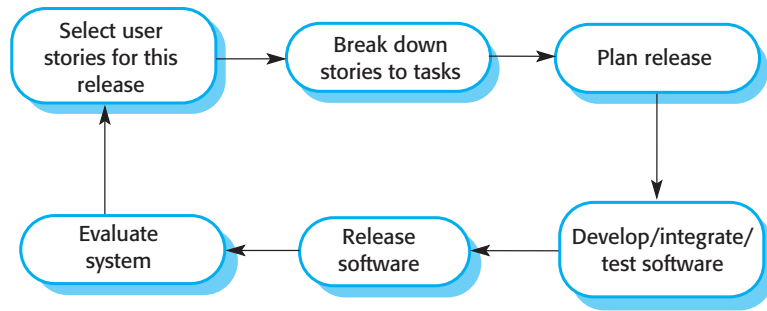 Select user
stories for this
release
Break down
stories to tasks
Plan release
Develop/integrate/
test software
Release
software
Evaluate
system